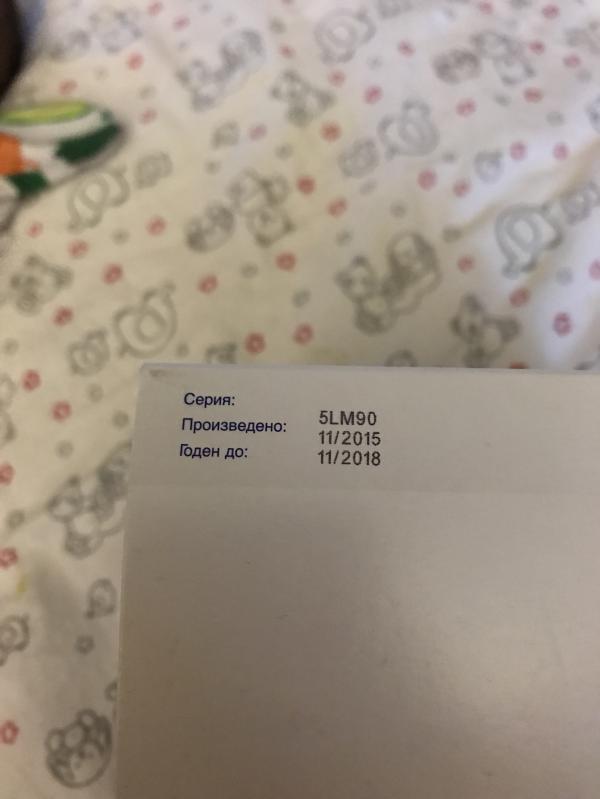 Серия: 5LM90
Произведено: 11/2015
Годен до: 11/2018